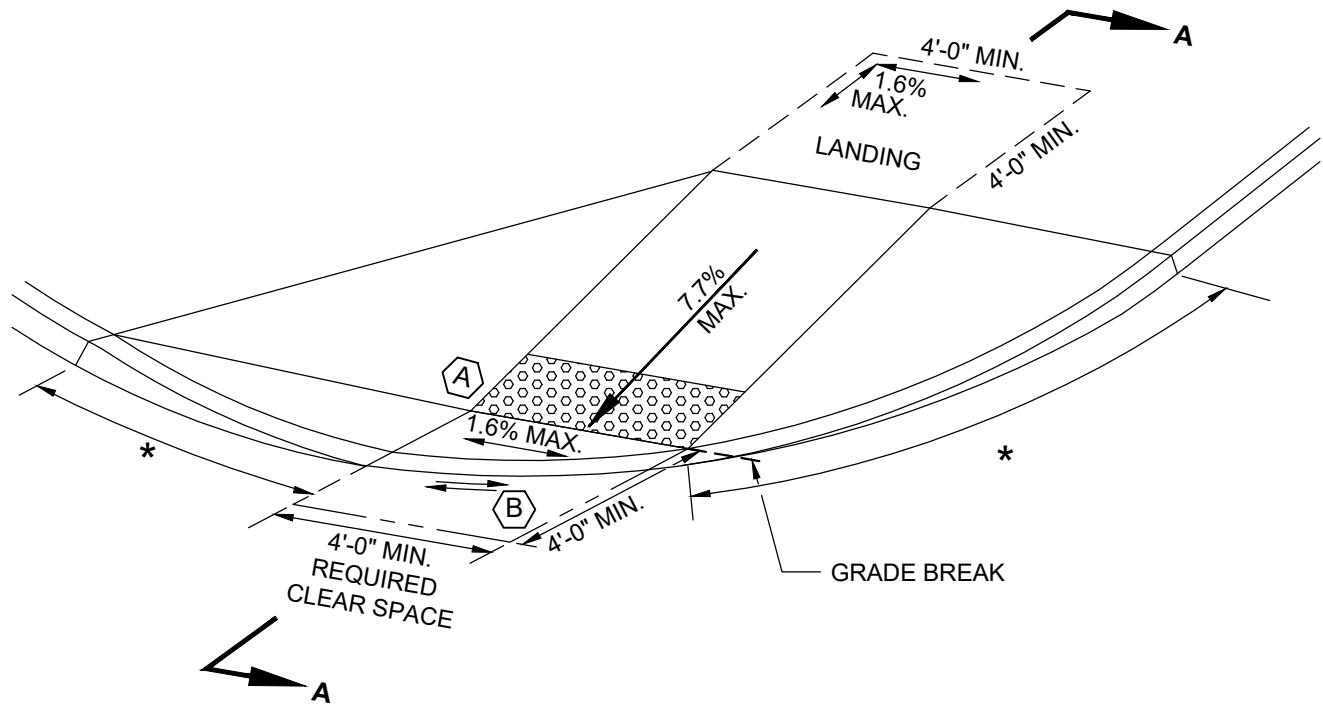 A
4'-0" MIN.
1.6%
MAX.
LANDING
4'-0" MIN.
7.7%
MAX.
A
1.6% MAX.
*
*
B
4'-0" MIN.
4'-0" MIN.
REQUIRED
CLEAR SPACE
GRADE BREAK
A